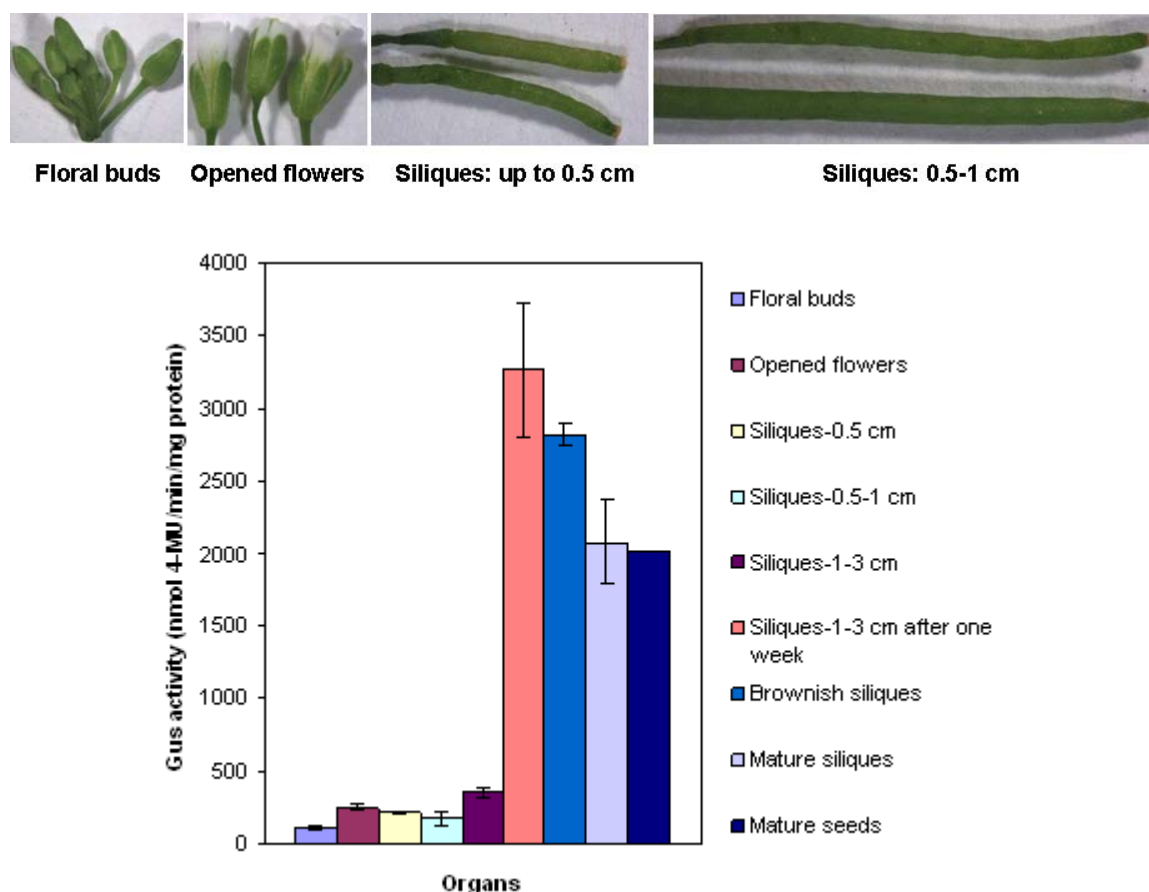 Floral buds
Opened flowers
Siliques: up to 0.5 cm
Siliques: 0.5-1 cm
Gus activity (nmol 4-MU/min/mg protein)
4000
3500
3000
2500
2000
1500
1000
500
0
Organs
Floral buds
Opened flowers
Siliques-0.5 cm
Siliques-0.5-1 cm
Siliques-1-3 cm
Siliques-1-3 cm after one
week
Brownish siliques
Mature siliques
Mature seeds